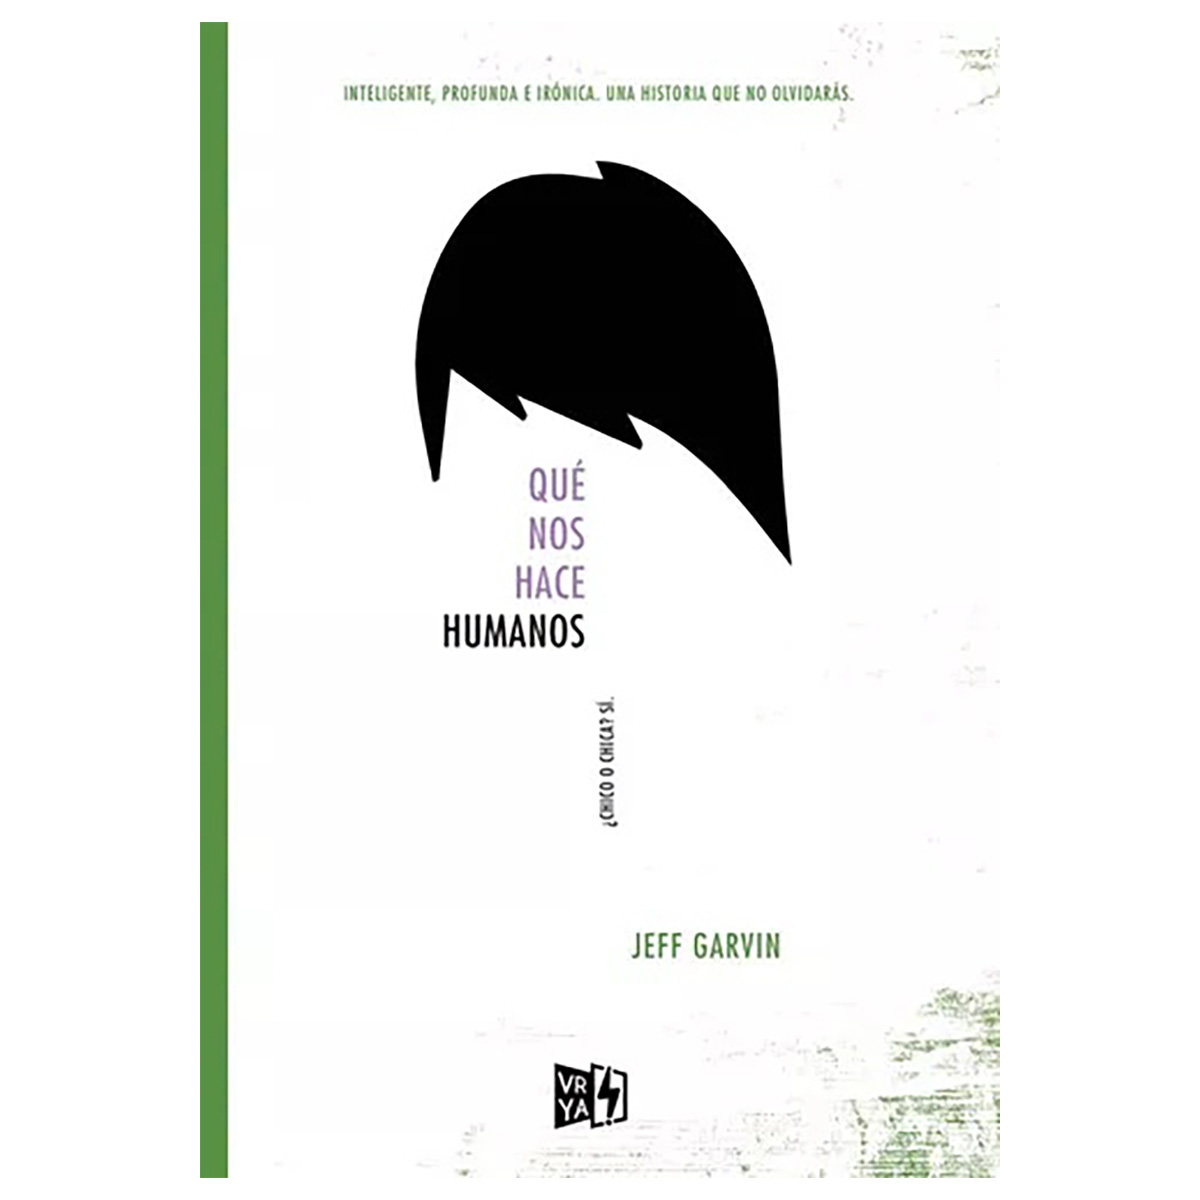 INTELIGENTE, PROFUNDA E IRÓNICA. UNA HISTORIA QUE NO OLVIDARÁS.
QUÉ
NOS
HACE
HUMANOS
¿CHICO O CHICA? SÍ.
JEFF GARVIN
VR
YA